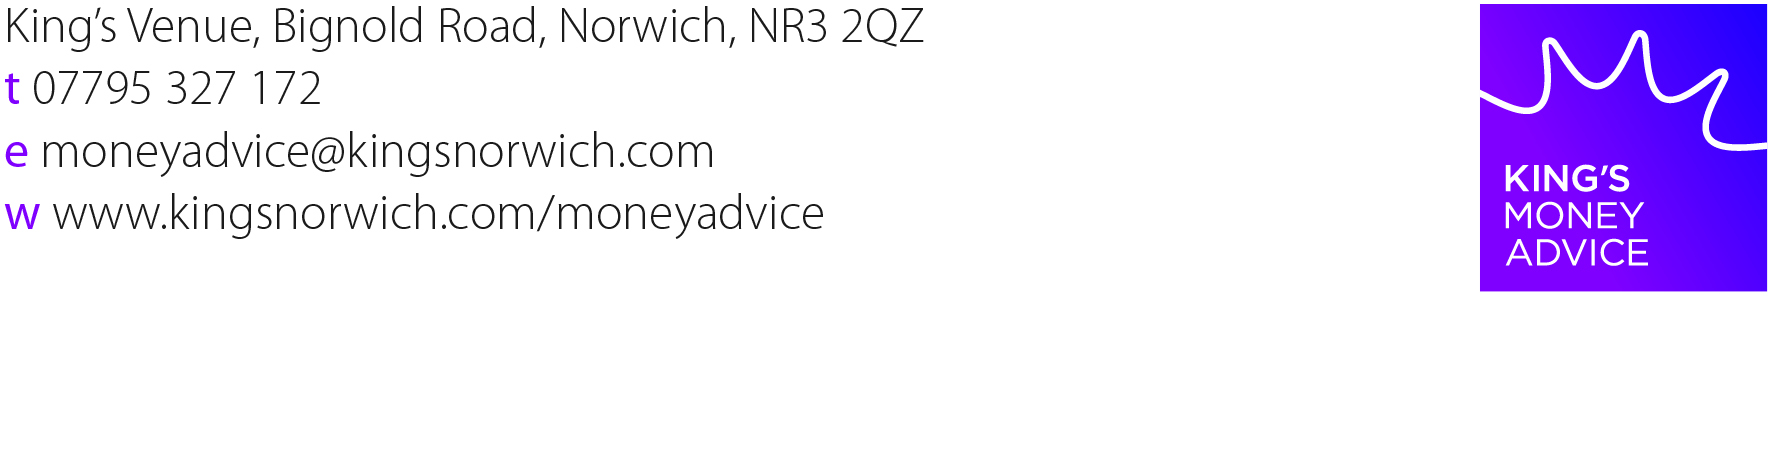 King’s Venue, Bignold Road, Norwich, NR3 2QZ
t 07795 327 172
e moneyadvice@kingsnorwich.com
w www.kingsnorwich.com/moneyadvice
KING’S
MONEY
ADVICE